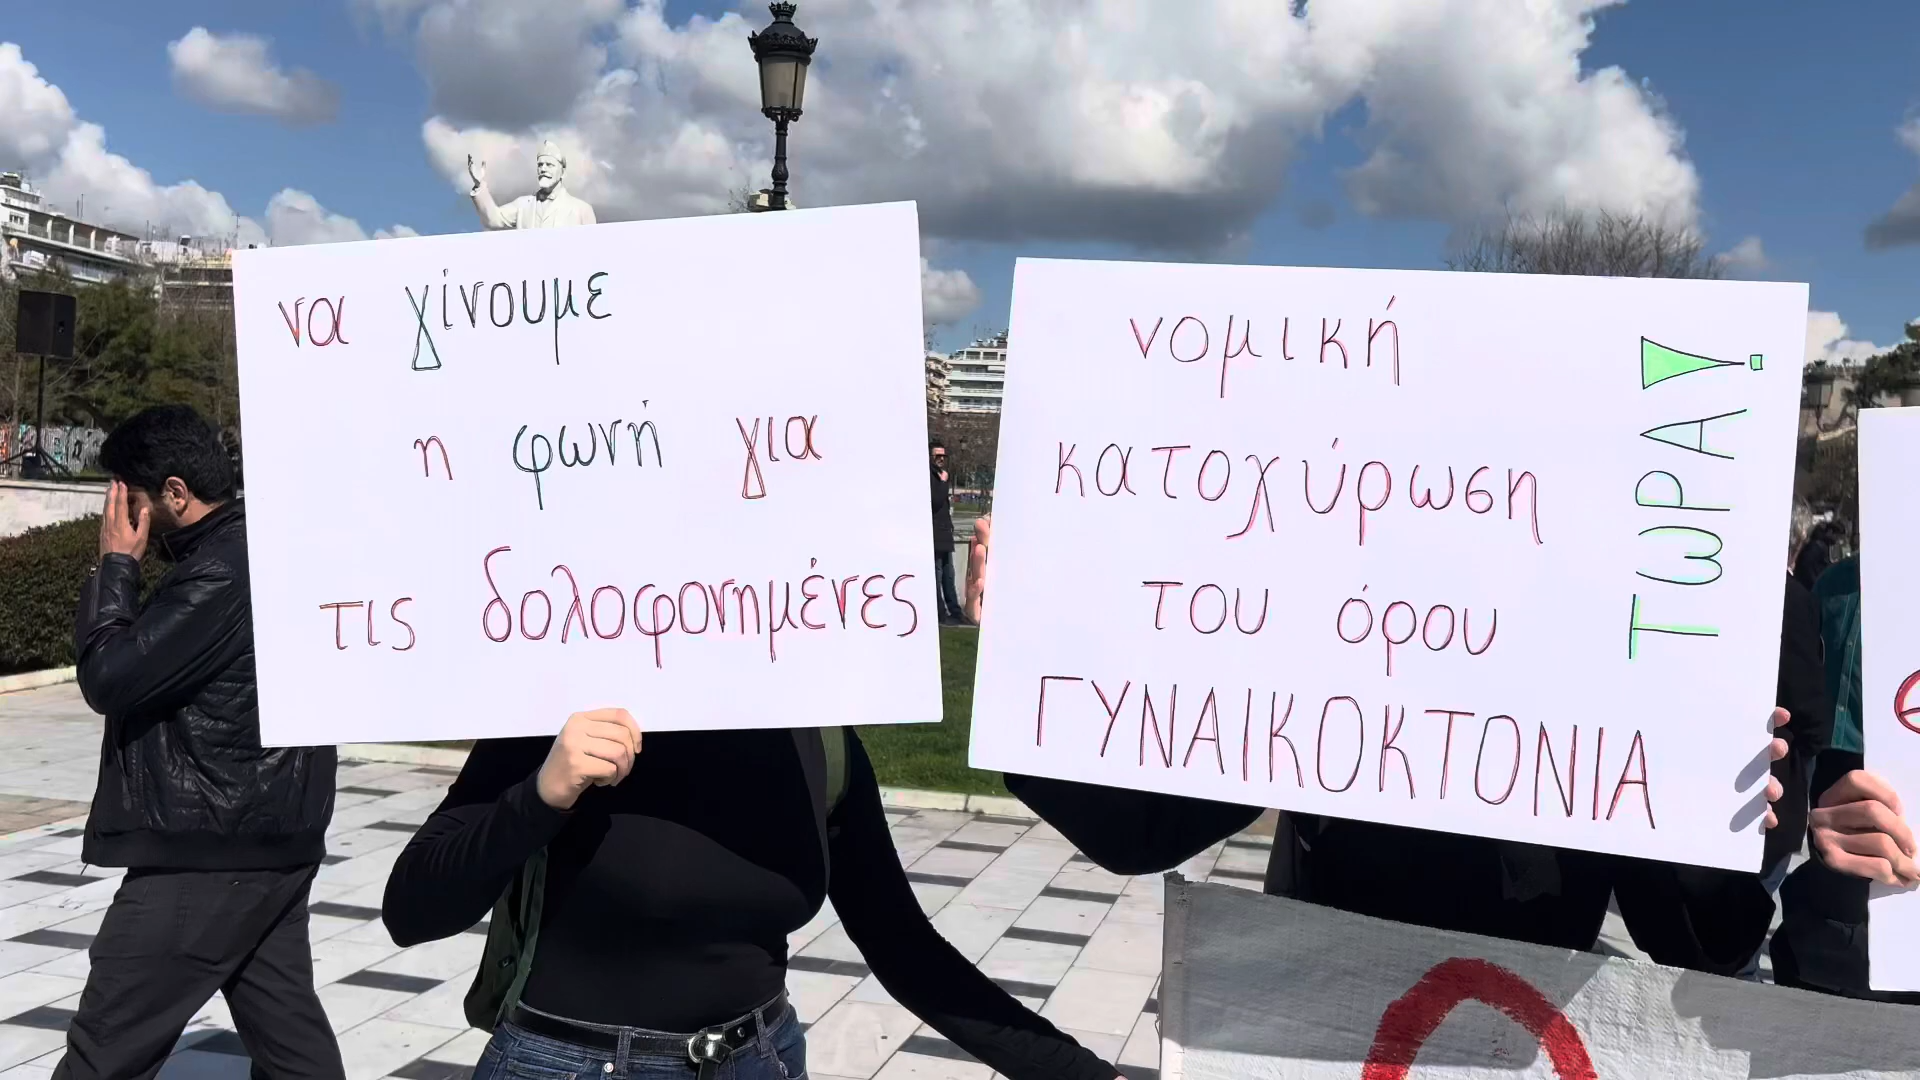 να γίνουμε
η φωνή για
τις δολοφονημένες
νομική
κατοχύρωση
του όρου
ΓΥΝΑΙΚΟΚΤΟΝΙΑ
ΤΩΡΑ!